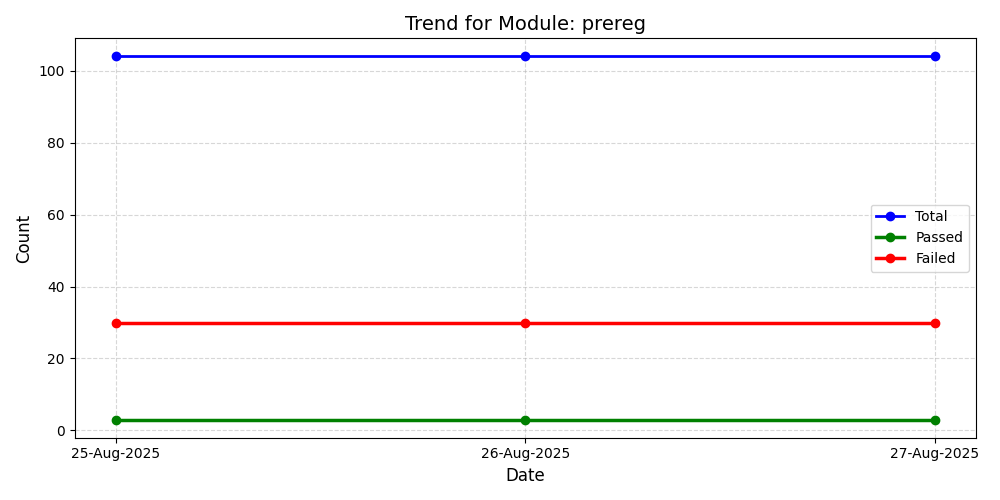 Trend for Module: prereg
Count
100
80
60
40
20
0
Total
Passed
Failed
25-Aug-2025
26-Aug-2025
27-Aug-2025
Date